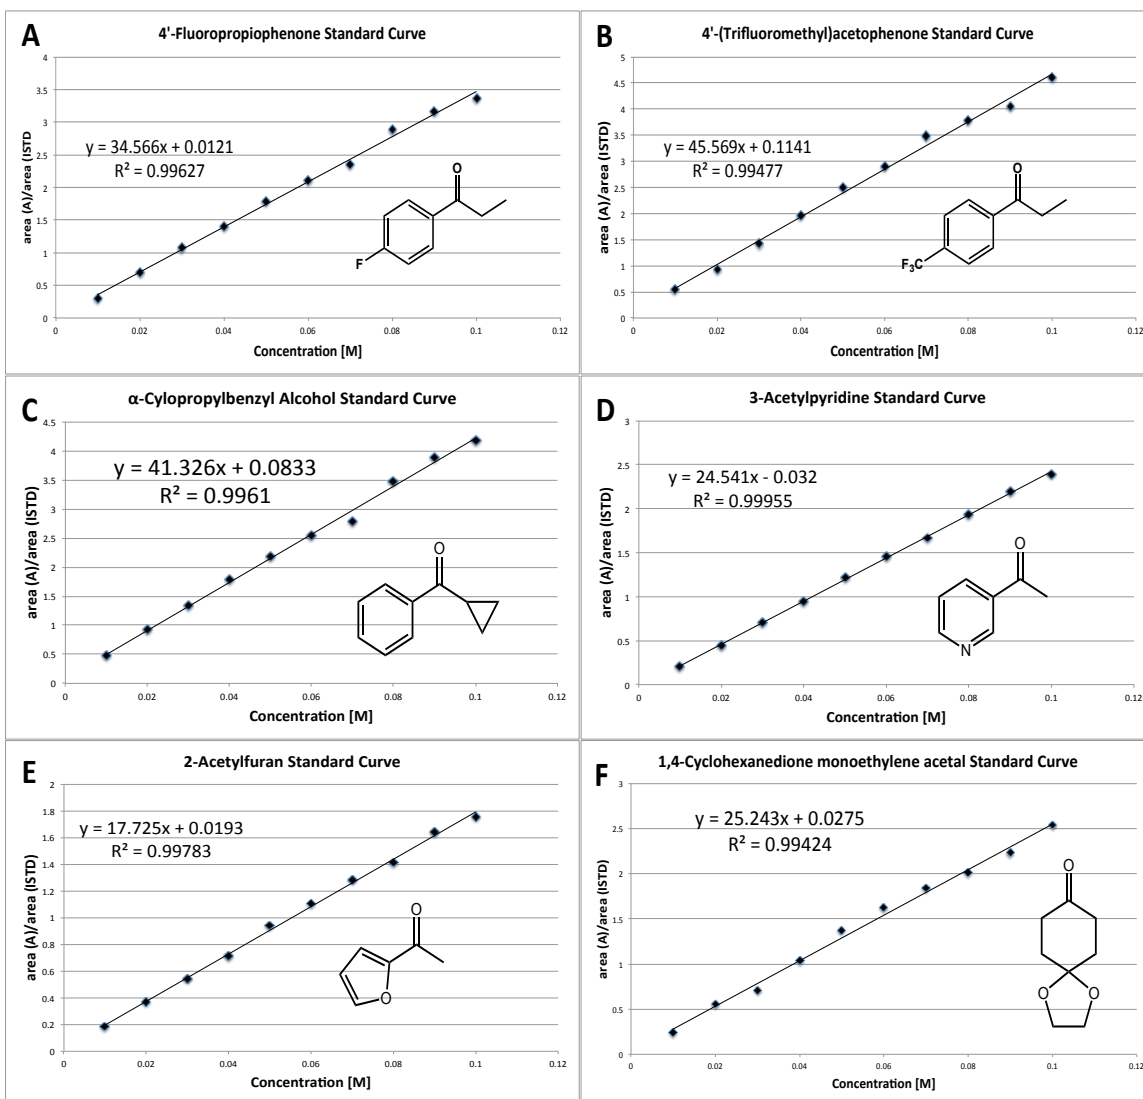 A
4'-Fluoropropiophenone Standard Curve
area (A)/area (ISTD
4
3.5
3
2.5
2
1.5
1
0.5
0
y = 34.566x + 0.0121
R² = 0.99627
O
F
0 0.02 0.04 0.06 0.08 0.1 0.12
Concentration [M]
B
4'-(Trifluoromethyl)acetophenone Standard Curve
area (A)/area (ISTD)
5
4.5
4
3.5
3
2.5
2
1.5
1
0.5
0
y = 45.569x + 0.1141
R² = 0.99477
O
F₃C
0 0.02 0.04 0.06 0.08 0.1 0.12
Concentration [M]
C
α-Cylopropylbenzyl Alcohol Standard Curve
area (A)/area (ISTD)
4.5
4
3.5
3
2.5
2
1.5
1
0.5
0
y = 41.326x + 0.0833
R² = 0.9961
O
0 0.02 0.04 0.06 0.08 0.1 0.12
Concentration [M]
D
3-Acetylpyridine Standard Curve
area (A)/area (ISTD)
3
2.5
2
1.5
1
0.5
0
y = 24.541x - 0.032
R² = 0.99955
O
N
0 0.02 0.04 0.06 0.08 0.1 0.12
Concentration [M]
E
2-Acetylfuran Standard Curve
area (A)/area (ISTD)
2
1.8
1.6
1.4
1.2
1
0.8
0.6
0.4
0.2
0
y = 17.725x + 0.0193
R² = 0.99783
O
O
0 0.02 0.04 0.06 0.08 0.1 0.12
Concentration [M]
F
1,4-Cyclohexanedione monoethylene acetal Standard Curve
area (A)/area (ISTD)
3
2.5
2
1.5
1
0.5
0
y = 25.243x + 0.0275
R² = 0.99424
O
O O
0 0.02 0.04 0.06 0.08 0.1 0.12
Concentration [M]